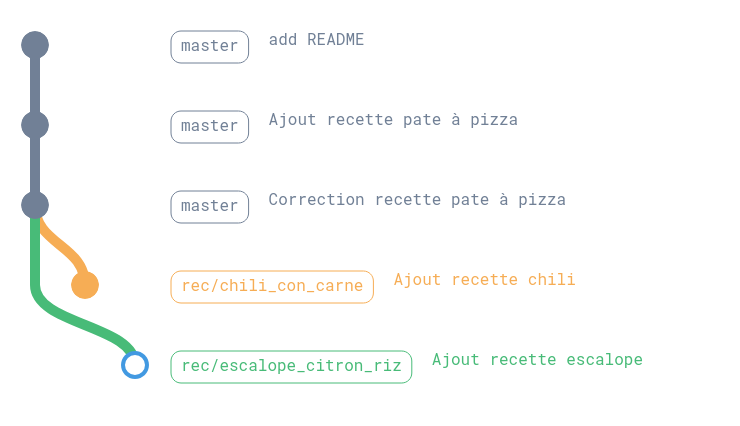 master add README
master Ajout recette pate à pizza
master Correction recette pate à pizza
rec/chili_con_carne Ajout recette chili
rec/escalope_citron_riz Ajout recette escalope